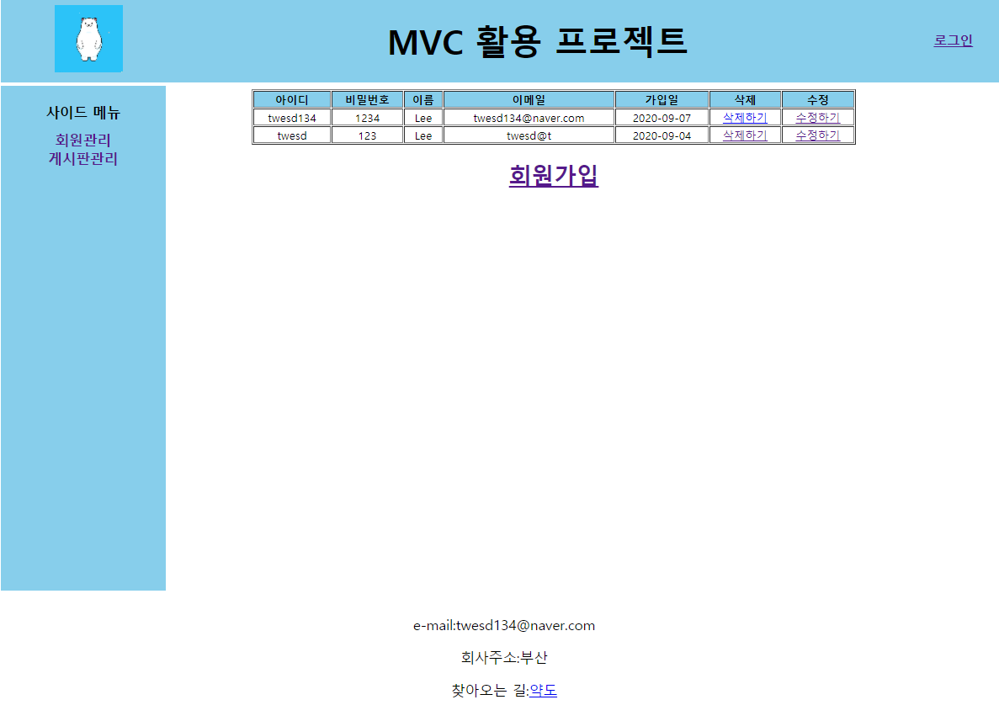 MVC 활용 프로젝트
로그인
사이드 메뉴
회원관리
게시판관리
아이디 비밀번호 이름 이메일 가입일 삭제 수정
twesd134 1234 Lee twesd134@naver.com 2020-09-07 삭제하기 수정하기
twesd 123 Lee twesd@t 2020-09-04 삭제하기 수정하기
회원가입
e-mail:twesd134@naver.com
회사주소:부산
찾아오는 길:약도